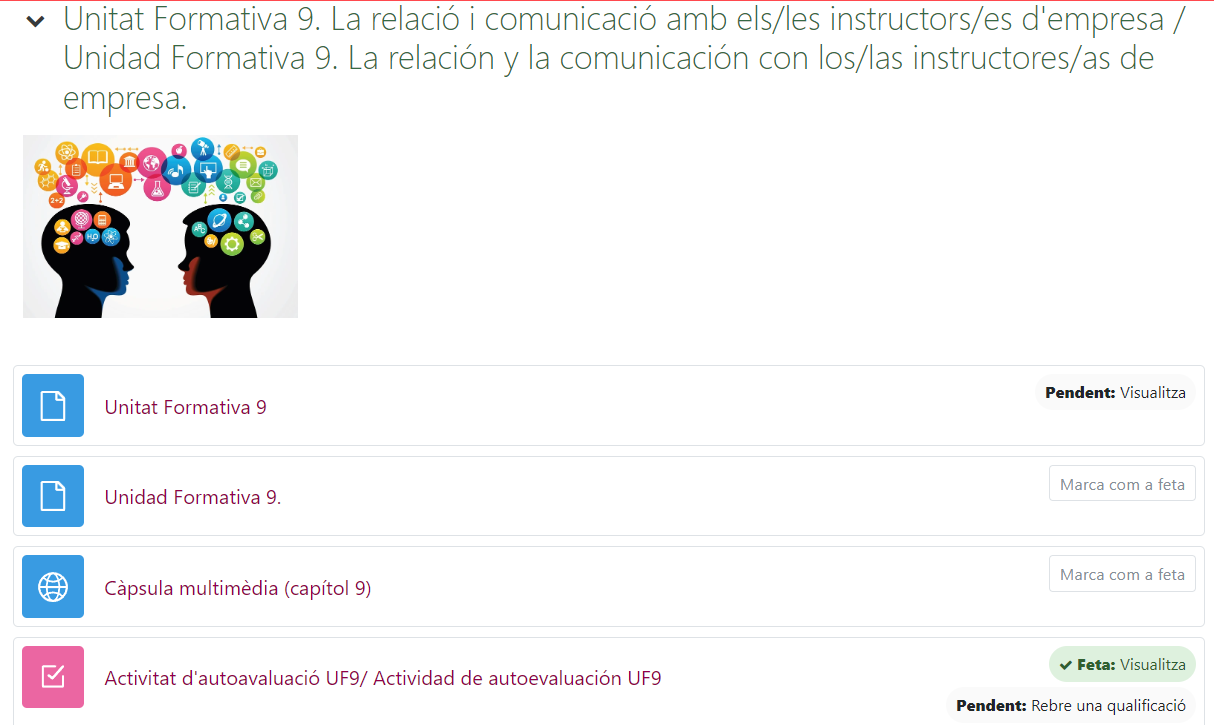 Unitat Formativa 9. La relació i comunicació amb els/les instructors/es d'empresa /
Unidad Formativa 9. La relación y la comunicación con los/las instructores/as de
empresa.
2+2
H₂O
Unitat Formativa 9
Pendent: Visualitza
Unidad Formativa 9.
Marca com a feta
Càpsula multimèdia (capítol 9)
Marca com a feta
Activitat d'autoavaluació UF9/ Actividad de autoevaluación UF9
Feta: Visualitza
Pendent: Rebre una qualificació